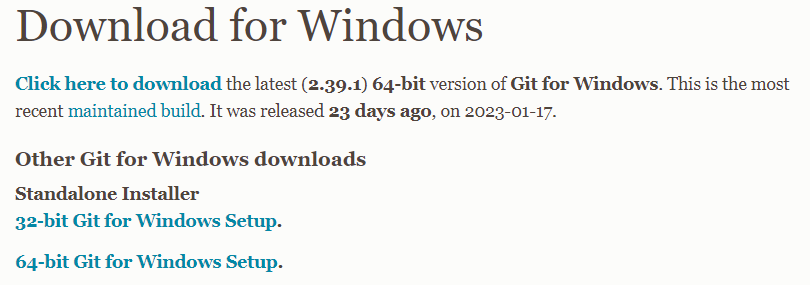 Download for Windows
Click here to download the latest (2.39.1) 64-bit version of Git for Windows. This is the most
recent maintained build. It was released 23 days ago, on 2023-01-17.
Other Git for Windows downloads
Standalone Installer
32-bit Git for Windows Setup.
64-bit Git for Windows Setup.